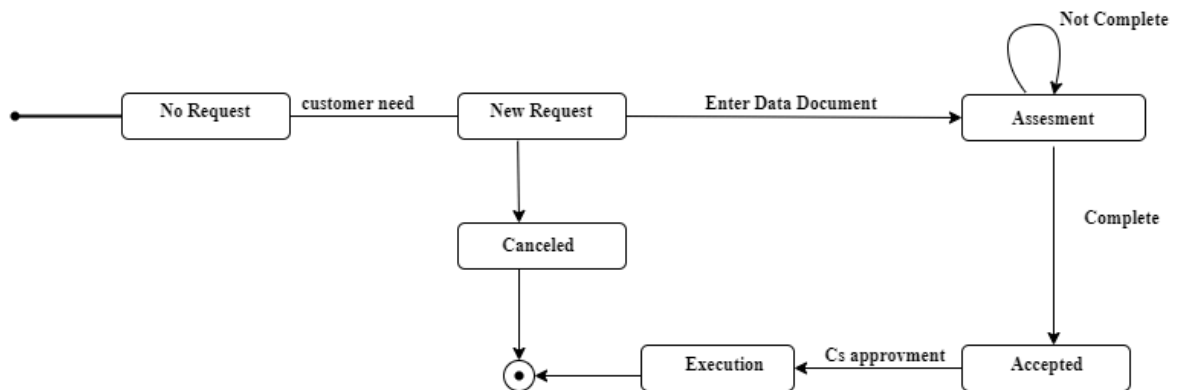 Not Complete
No Request
customer need
New Request
Enter Data Document
Assesment
Complete
Canceled
Execution
Cs approvment
Accepted